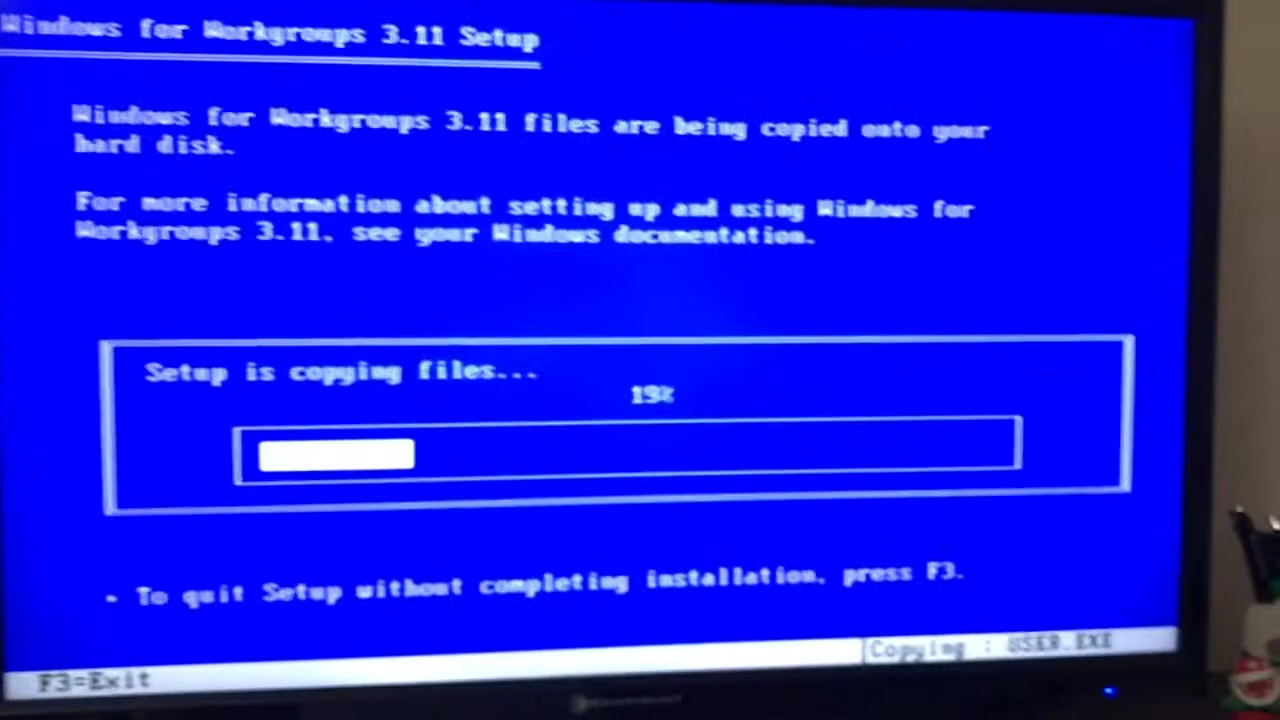 Windows for Workgroups 3.11 Setup
Windows for Workgroups 3.11 files are being copied onto your
hard disk.
For more information about setting up and using Windows for
Workgroups 3.11, see your Windows documentation.
Setup is copying files...
19%
• To quit Setup without completing installation, press F3.
F3=Exit
Copying : USER.EXE